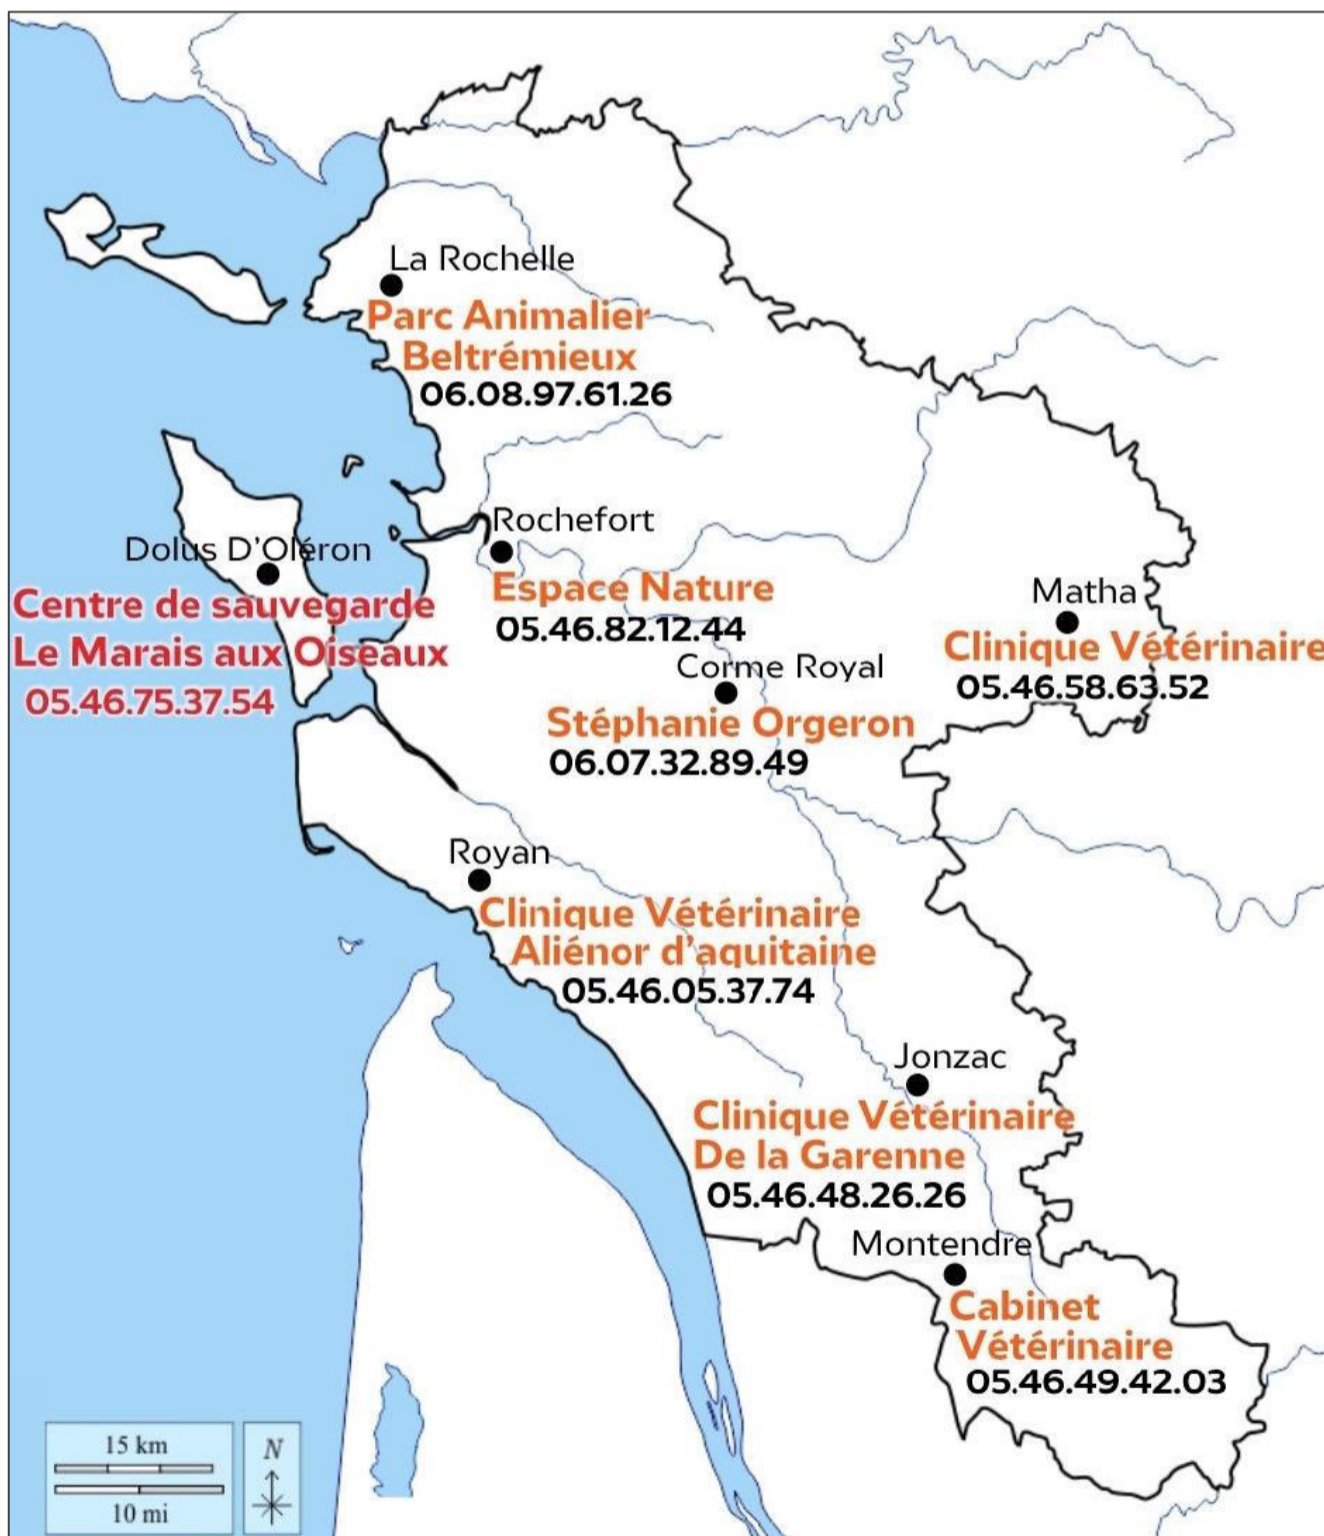 La Rochelle
Parc Animalier
Beltrémieux
06.08.97.61.26
Rochefort
Espace Nature
05.46.82.12.44
Dolus D'Oléron
Centre de sauvegarde
Le Marais aux Oiseaux
05.46.75.37.54
Matha
Clinique Vétérinaire
05.46.58.63.52
Corme Royal
Stéphanie Orgeron
06.07.32.89.49
Royan
Clinique Vétérinaire
Aliénor d'aquitaine
05.46.05.37.74
Jonzac
Clinique Vétérinaire
De la Garenne
05.46.48.26.26
Montendre
Cabinet
Vétérinaire
05.46.49.42.03
15 km
10 mi
N